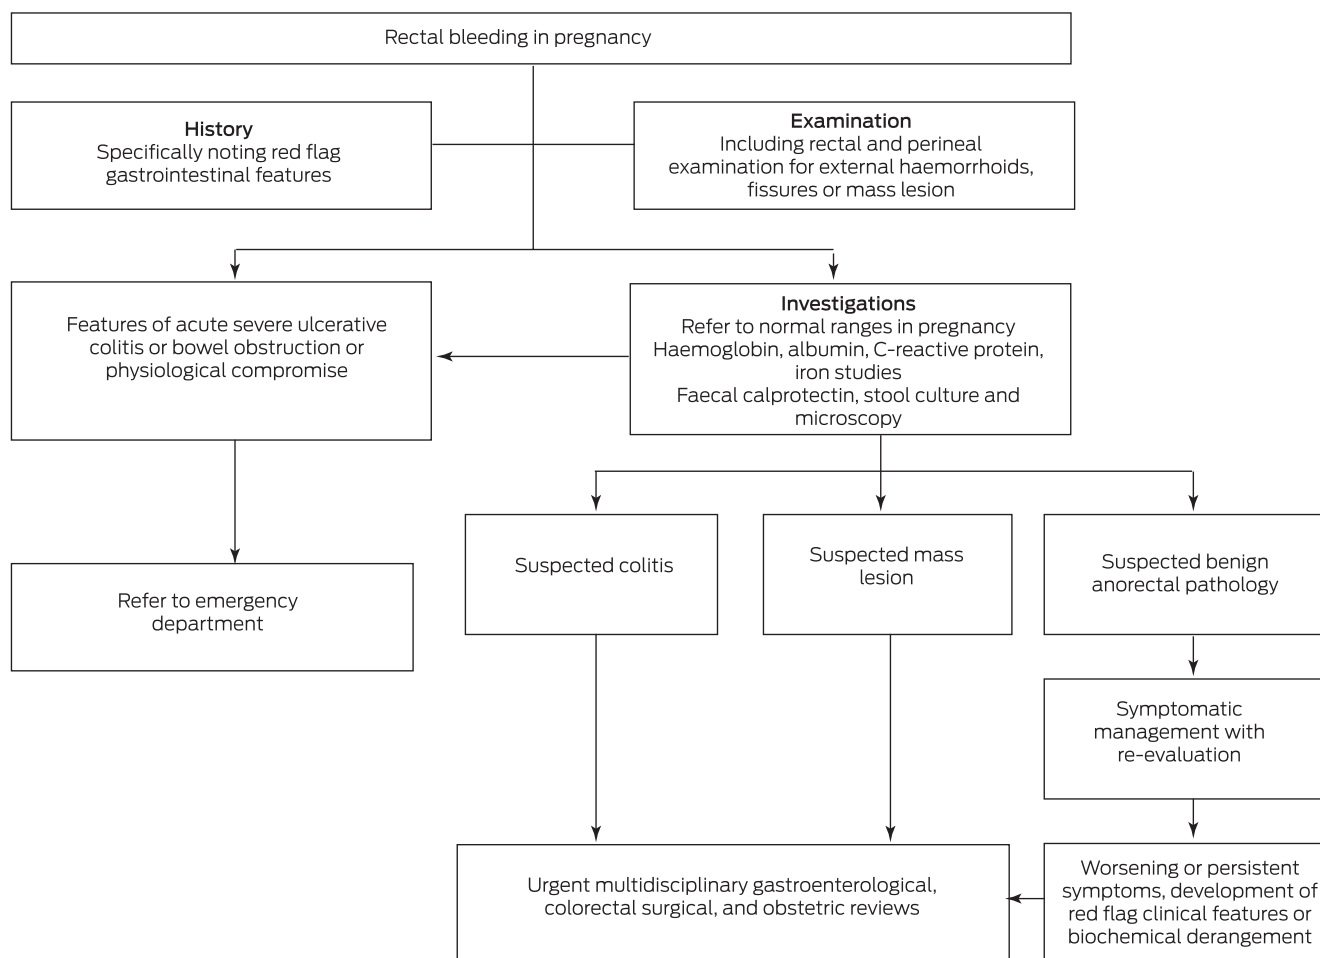 Rectal bleeding in pregnancy
History
Specifically noting red flag
gastrointestinal features
Examination
Including rectal and perineal
examination for external haemorrhoids,
fissures or mass lesion
Features of acute severe ulcerative
colitis or bowel obstruction or
physiological compromise
Investigations
Refer to normal ranges in pregnancy
Haemoglobin, albumin, C-reactive protein,
iron studies
Faecal calprotectin, stool culture and
microscopy
Refer to emergency
department
Suspected colitis
Suspected mass
lesion
Suspected benign
anorectal pathology
Symptomatic
management with
re-evaluation
Urgent multidisciplinary gastroenterological,
colorectal surgical, and obstetric reviews
Worsening or persistent
symptoms, development of
red flag clinical features or
biochemical derangement